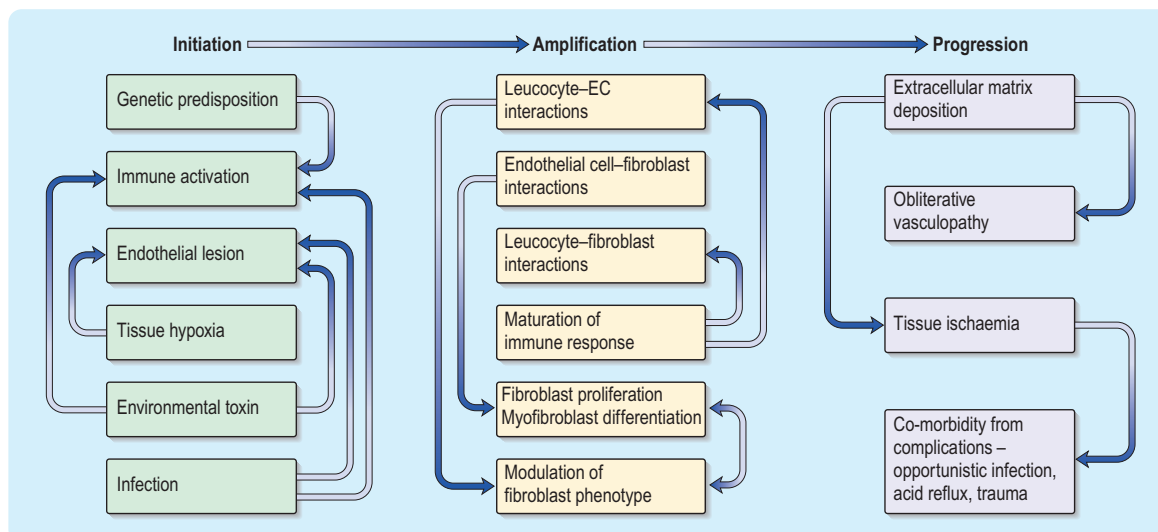 Initiation
Amplification
Progression
Genetic predisposition
Immune activation
Endothelial lesion
Tissue hypoxia
Environmental toxin
Infection
Leucocyte–EC
interactions
Endothelial cell–fibroblast
interactions
Leucocyte–fibroblast
interactions
Maturation of
immune response
Fibroblast proliferation
Myofibroblast differentiation
Modulation of
fibroblast phenotype
Extracellular matrix
deposition
Obliterative
vasculopathy
Tissue ischaemia
Co-morbidity from
complications –
opportunistic infection,
acid reflux, trauma